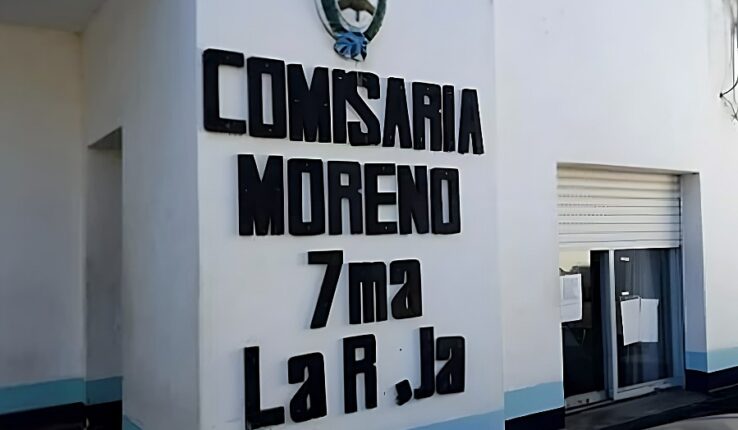 COMISARIA
MORENO
7ma
La R ,Ja